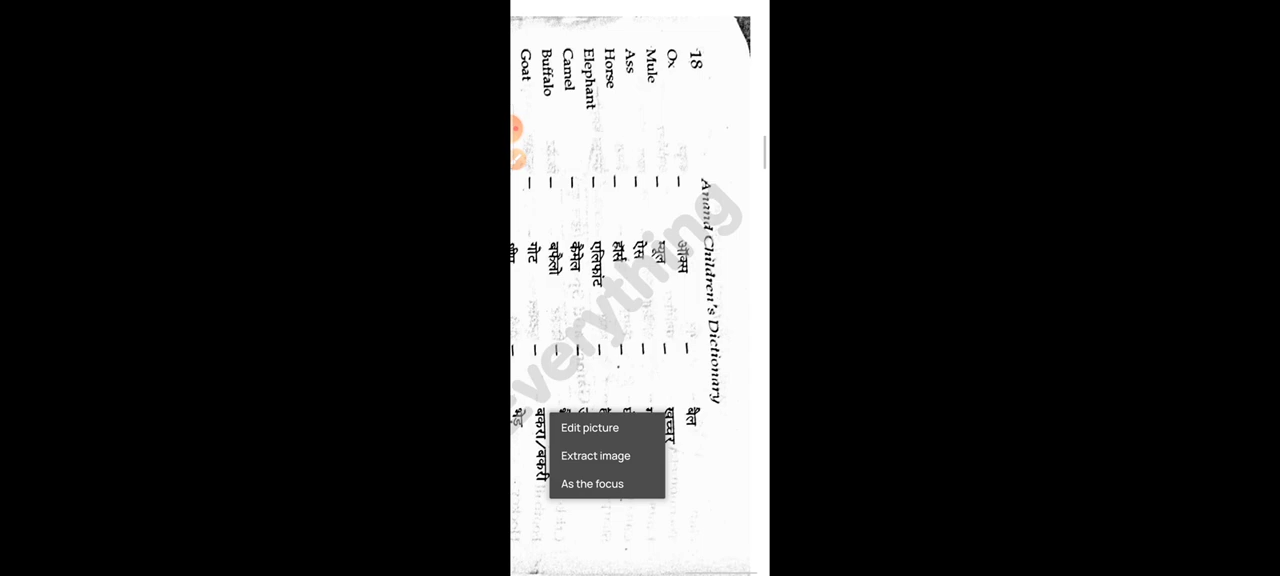 18
Anand Children's Dictionary
Ox – ऑक्स – बैल
Mule – म्यूल – खच्चर
Ass – ऐस –
Horse – हॉर्स –
Elephant – एलिफांट –
Camel – कैमेल –
Buffalo – बफैलो –
Goat – गोट – बकरा/बकरी
– भेड़
everything
Edit picture
Extract image
As the focus